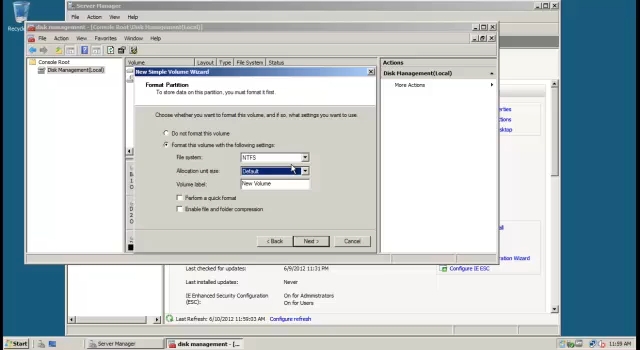 Recycle
Server Manager
File Action View Help
disk management - [Console Root\Disk Management(Local)]
File Action View Favorites Window Help
Console Root
Disk Management(Local)
Volume Layout Type File System Status
Actions
Disk Management(Local)
More Actions
New Simple Volume Wizard
Format Partition
To store data on this partition, you must format it first.
Choose whether you want to format this volume, and if so, what settings you want to use.
Do not format this volume
Format this volume with the following settings:
File system: NTFS
Allocation unit size: Default
Volume label: New Volume
Perform a quick format
Enable file and folder compression
< Back Next > Cancel
Last checked for updates: 6/9/2012 11:31 PM
Last installed updates: Never
IE Enhanced Security Configuration (ESC): On for Administrators
On for Users
Configure IE ESC
Last Refresh: 6/10/2012 11:59:03 AM Configure refresh
Start Server Manager disk management - [... 11:59 AM